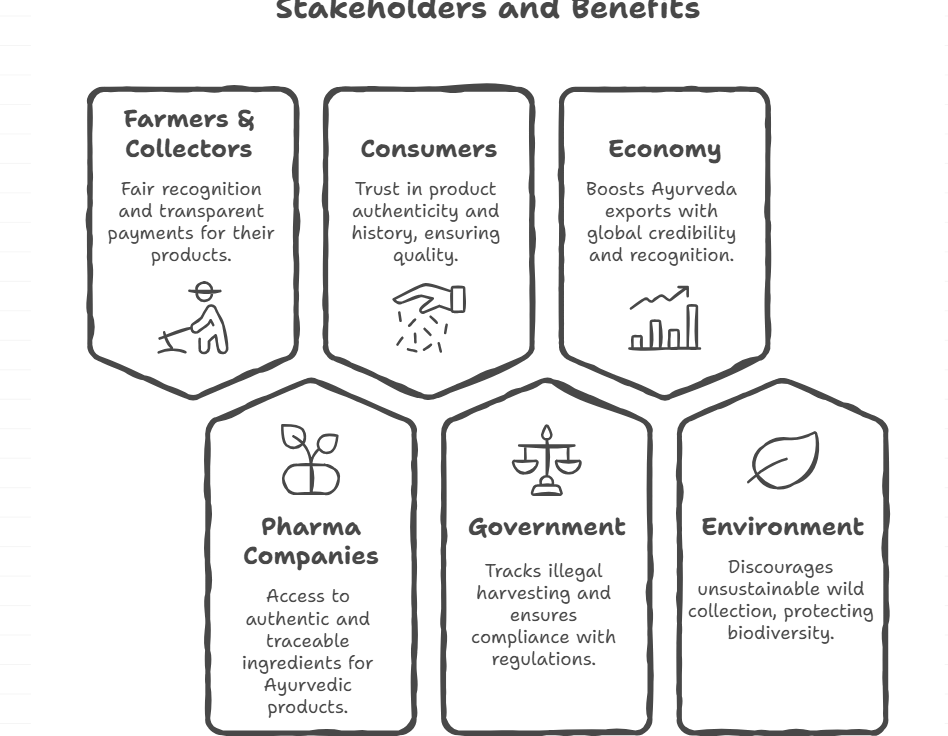 Stakeholders and Benefits
Farmers &
Collectors
Fair recognition
and transparent
payments for their
products.
Consumers
Trust in product
authenticity and
history, ensuring
quality.
Economy
Boosts Ayurveda
exports with
global credibility
and recognition.
Pharma
Companies
Access to
authentic and
traceable
ingredients for
Ayurvedic
products.
Government
Tracks illegal
harvesting and
ensures
compliance with
regulations.
Environment
Discourages
unsustainable wild
collection, protecting
biodiversity.